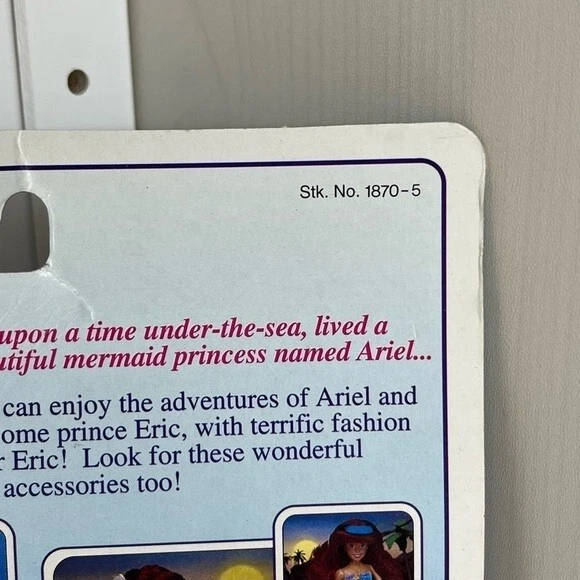 Stk. No. 1870-5
upon a time under-the-sea, lived a
utiful mermaid princess named Ariel...
can enjoy the adventures of Ariel and
ome prince Eric, with terrific fashion
r Eric! Look for these wonderful
accessories too!